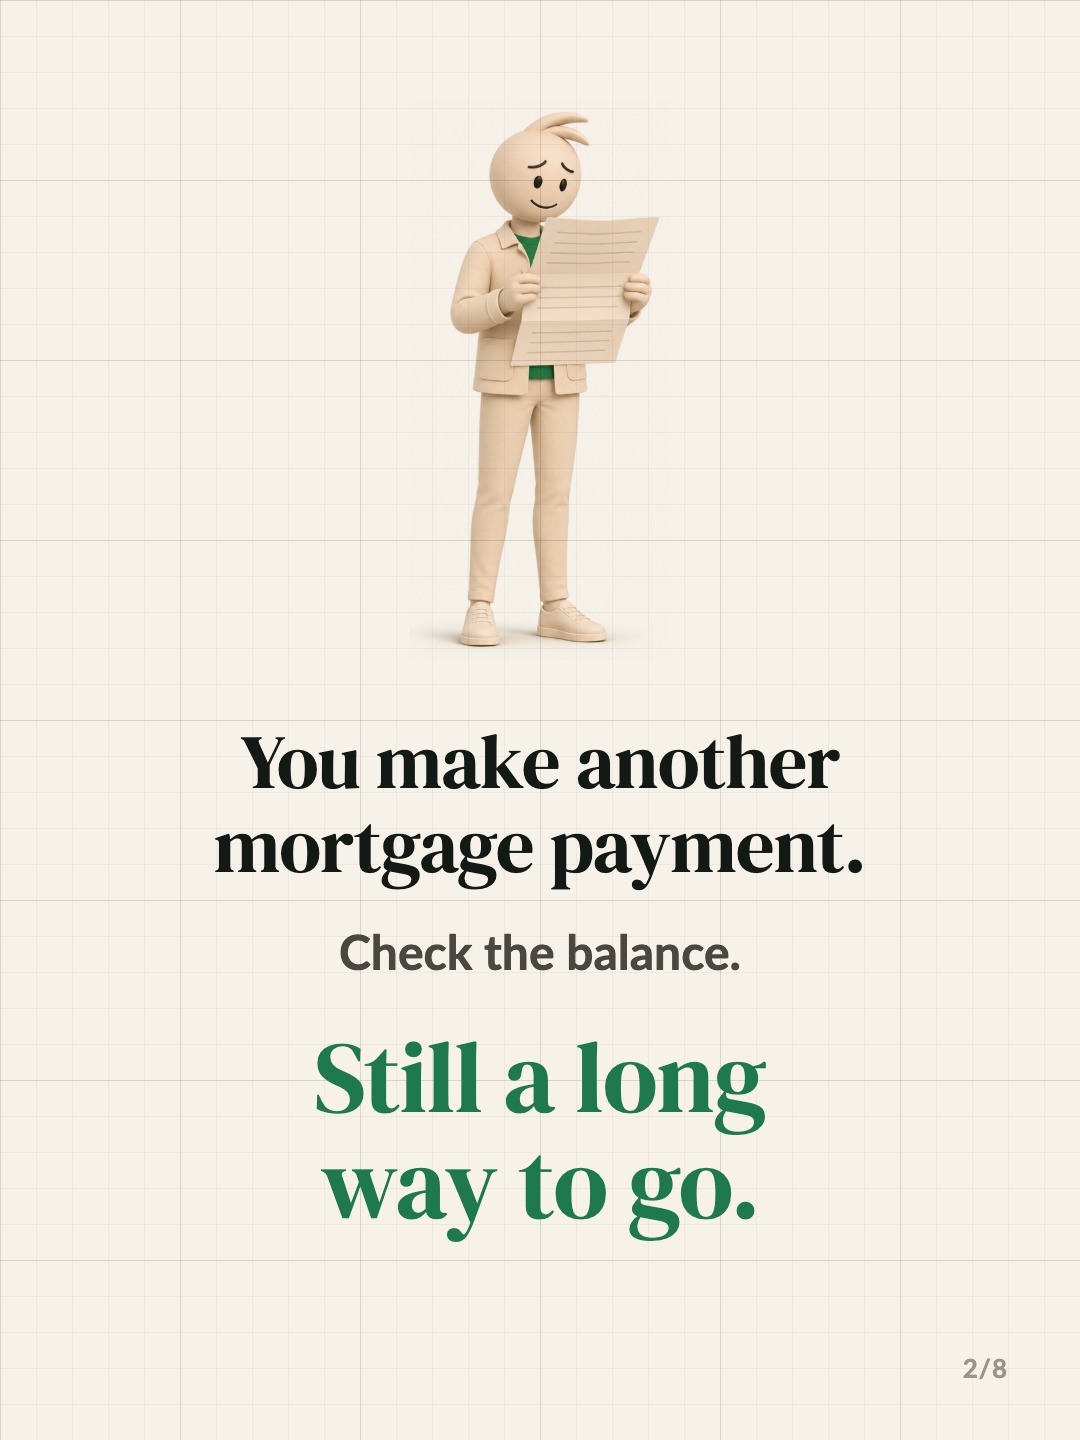 You make another
mortgage payment.
Check the balance.
Still a long
way to go.
2/8